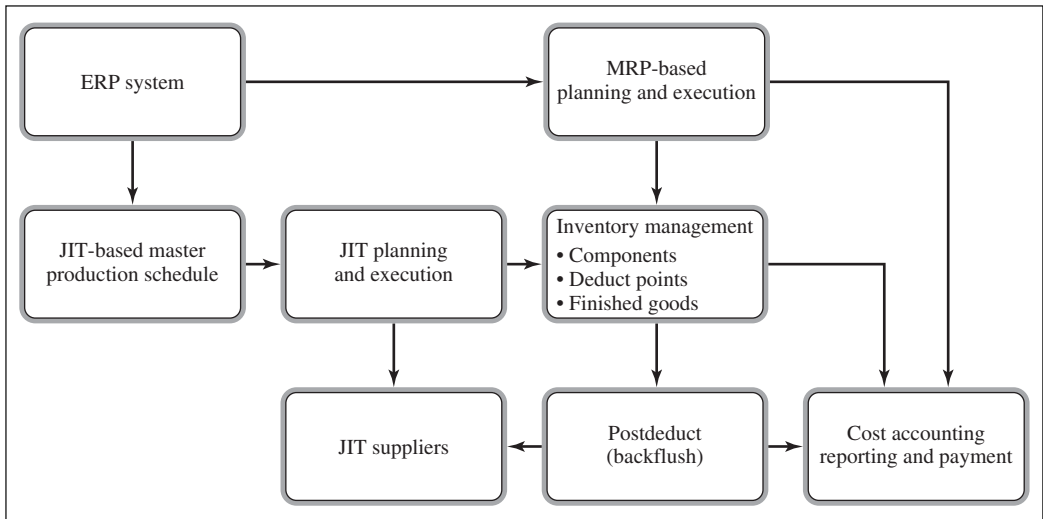 ERP system
MRP-based
planning and execution
JIT-based master
production schedule
JIT planning
and execution
Inventory management
• Components
• Deduct points
• Finished goods
JIT suppliers
Postdeduct
(backflush)
Cost accounting
reporting and payment